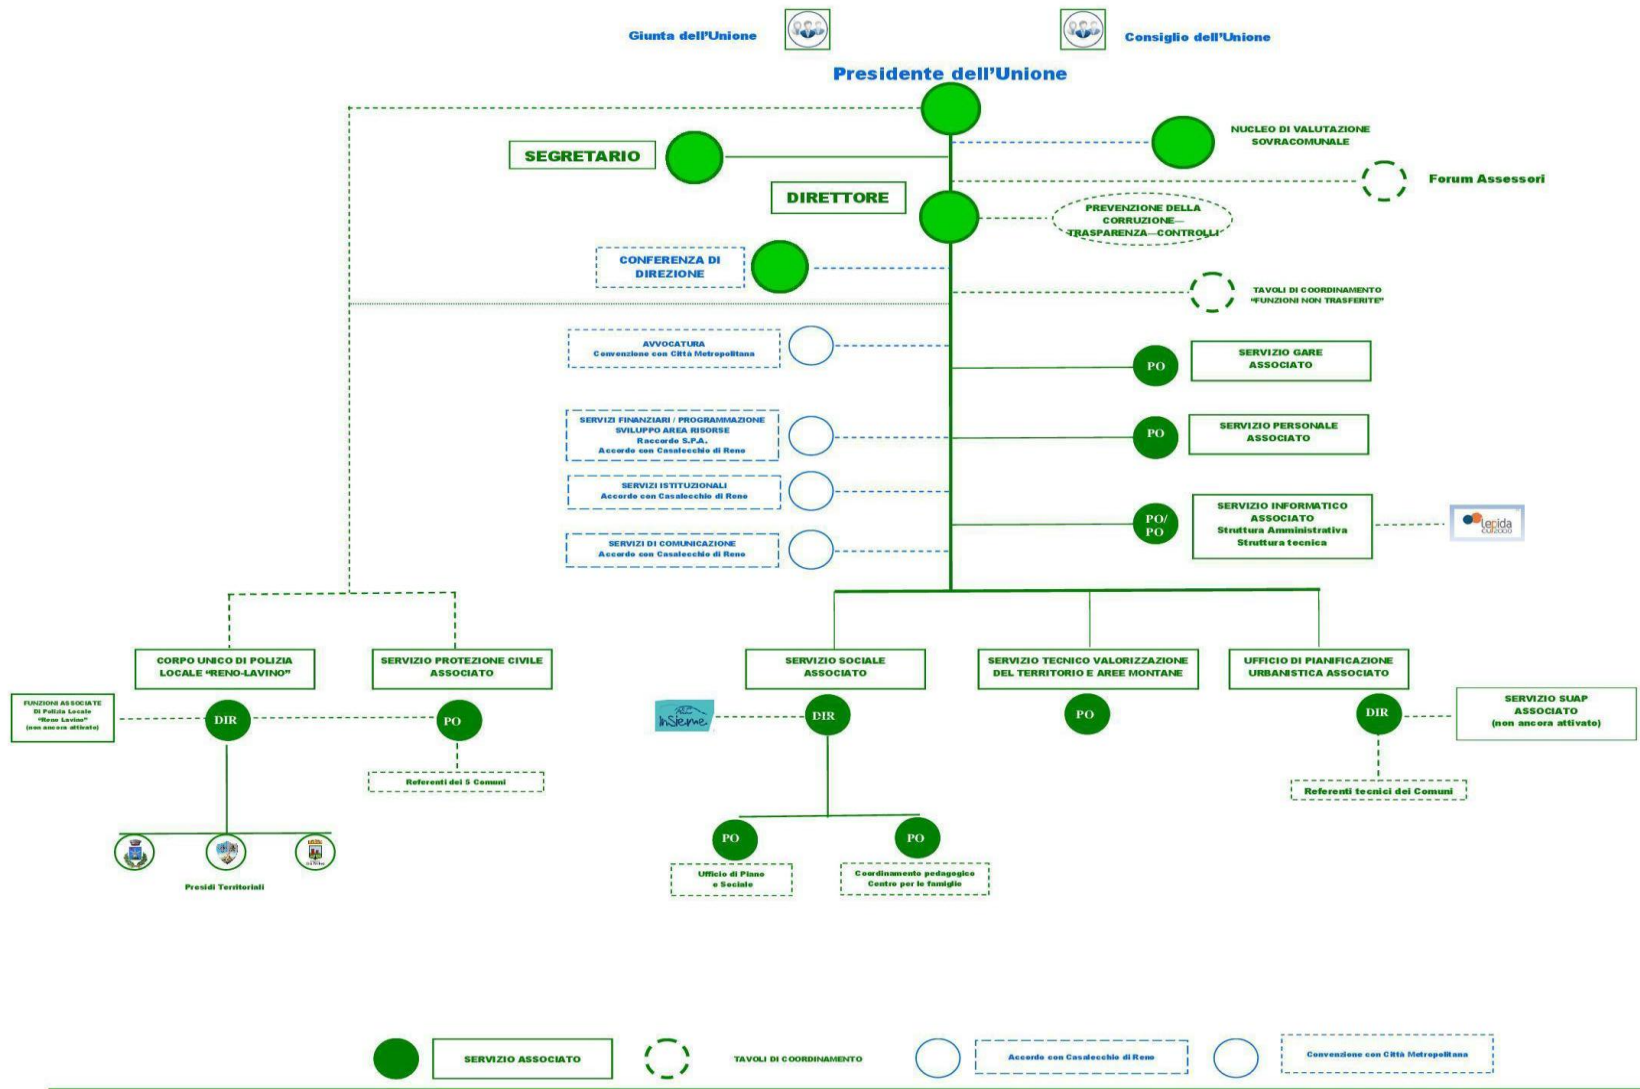 Giunta dell'Unione
Consiglio dell'Unione
Presidente dell'Unione
NUCLEO DI VALUTAZIONE
SOVRACOMUNALE
SEGRETARIO
Forum Assessori
DIRETTORE
PREVENZIONE DELLA
CORRUZIONE—
TRASPARENZA—CONTROLLI
CONFERENZA DI
DIREZIONE
TAVOLI DI COORDINAMENTO
"FUNZIONI NON TRASFERITE"
AVVOCATURA
Convenzione con Città Metropolitana
PO
SERVIZIO GARE
ASSOCIATO
SERVIZI FINANZIARI / PROGRAMMAZIONE
SVILUPPO AREA RISORSE
Raccordo S.P.A.
Accordo con Casalecchio di Reno
PO
SERVIZIO PERSONALE
ASSOCIATO
SERVIZI ISTITUZIONALI
Accordo con Casalecchio di Reno
PO/
PO
SERVIZIO INFORMATICO
ASSOCIATO
Struttura Amministrativa
Struttura tecnica
lepida
SERVIZI DI COMUNICAZIONE
Accordo con Casalecchio di Reno
CORPO UNICO DI POLIZIA
LOCALE "RENO-LAVINO"
SERVIZIO PROTEZIONE CIVILE
ASSOCIATO
SERVIZIO SOCIALE
ASSOCIATO
SERVIZIO TECNICO VALORIZZAZIONE
DEL TERRITORIO E AREE MONTANE
UFFICIO DI PIANIFICAZIONE
URBANISTICA ASSOCIATO
FUNZIONI ASSOCIATE
Di Polizia Locale
"Reno Lavino"
(non ancora attivato)
DIR
PO
InSieme
DIR
PO
DIR
SERVIZIO SUAP
ASSOCIATO
(non ancora attivato)
Referenti dei 5 Comuni
Referenti tecnici dei Comuni
PO
PO
Presidi Territoriali
Ufficio di Piano
e Sociale
Coordinamento pedagogico
Centro per le famiglie
SERVIZIO ASSOCIATO
TAVOLI DI COORDINAMENTO
Accordo con Casalecchio di Reno
Convenzione con Città Metropolitana